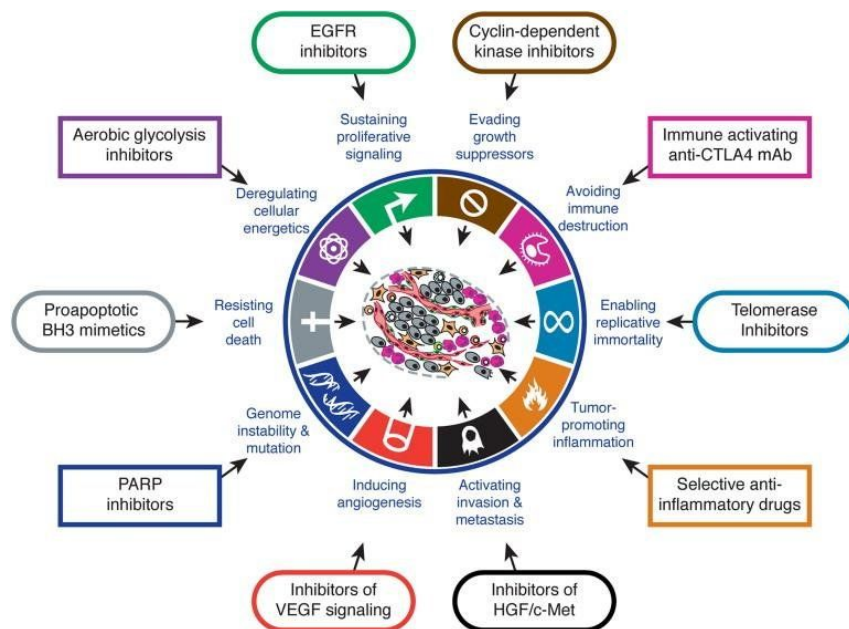 EGFR
inhibitors
Cyclin-dependent
kinase inhibitors
Sustaining
proliferative
signaling
Evading
growth
suppressors
Aerobic glycolysis
inhibitors
Immune activating
anti-CTLA4 mAb
Deregulating
cellular
energetics
Avoiding
immune
destruction
Proapoptotic
BH3 mimetics
Resisting
cell
death
Enabling
replicative
immortality
Telomerase
Inhibitors
Genome
instability &
mutation
Tumor-
promoting
inflammation
PARP
inhibitors
Inducing
angiogenesis
Activating
invasion &
metastasis
Selective anti-
inflammatory drugs
Inhibitors of
VEGF signaling
Inhibitors of
HGF/c-Met